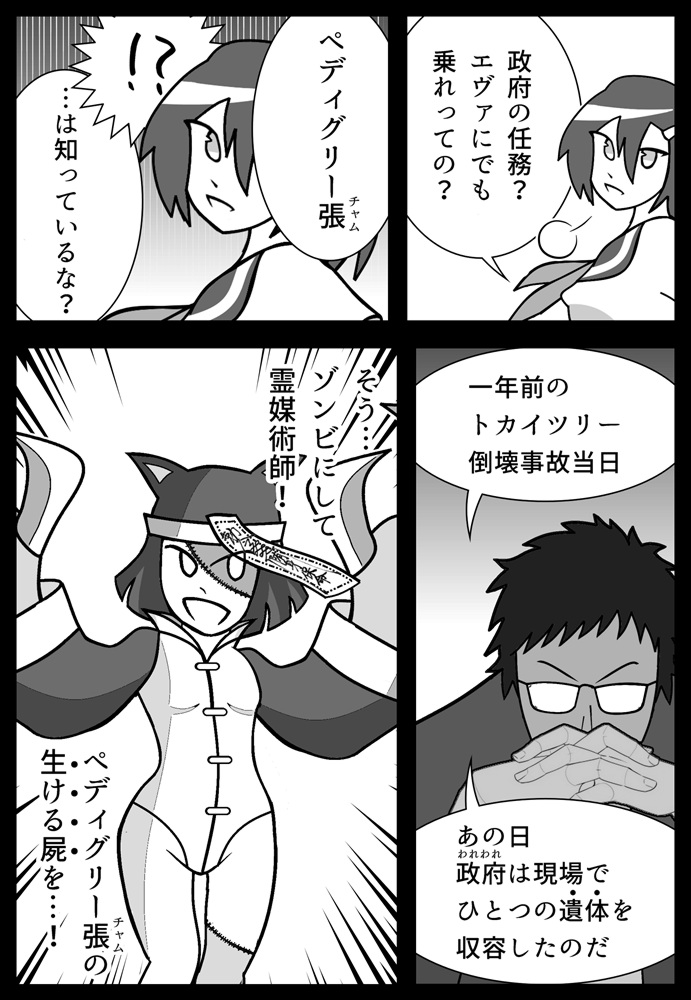 政府の任務?
エヴァにでも
乗れっての?
ペディグリー張
チャム
!?
…は知っているな?
一年前の
トカイツリー
倒壊事故当日
あの日
われわれ
政府は現場で
ひとつの遺体を
収容したのだ
そう…
ゾンビにして
霊媒術師!
ペディグリー張の
チャム
生ける屍を…!